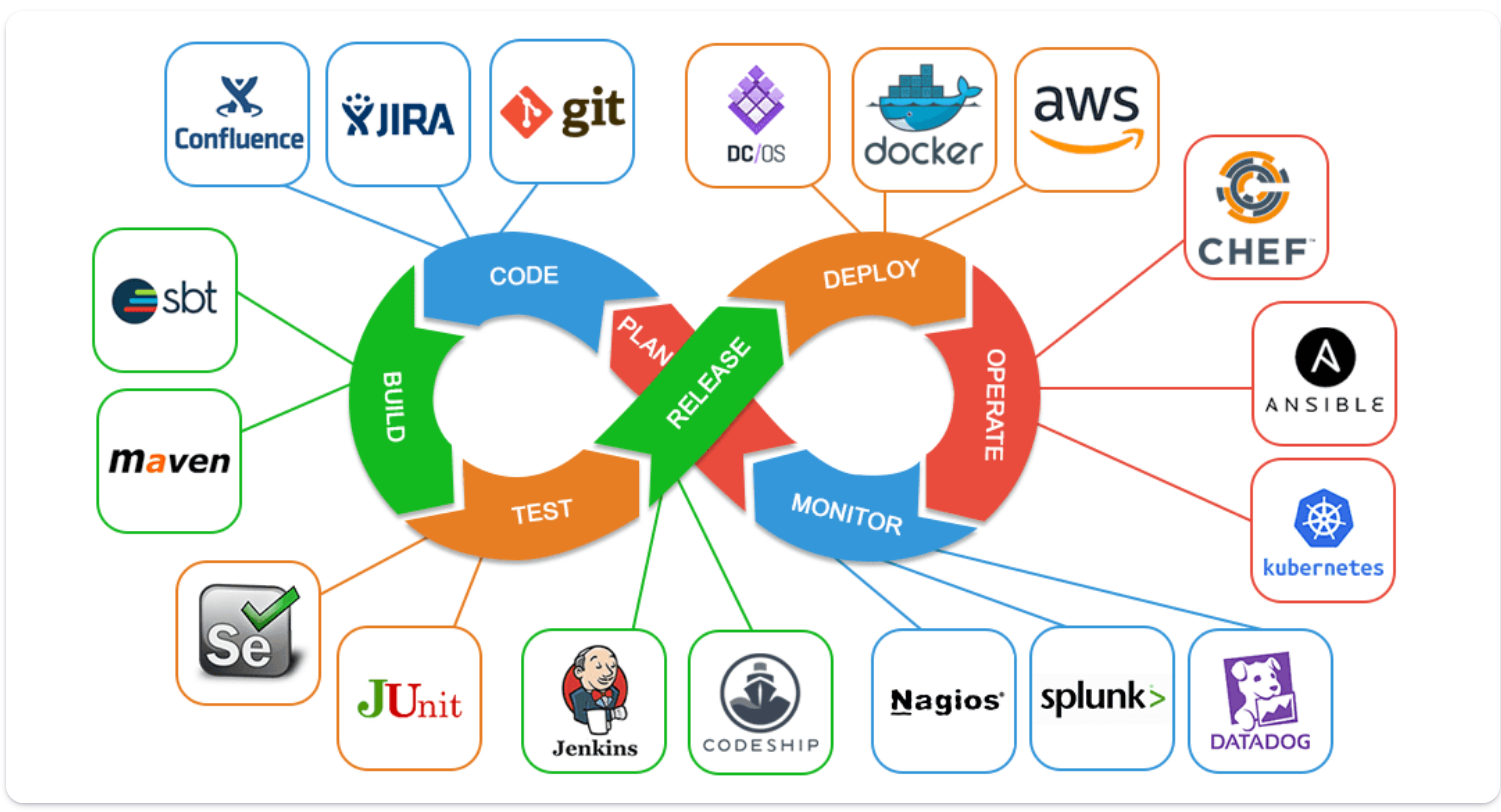 Confluence
JIRA
git
DC/OS
docker
aws
CHEF™
sbt
CODE
DEPLOY
PLAN
RELEASE
BUILD
OPERATE
ANSIBLE
maven
TEST
MONITOR
kubernetes
Se
JUnit
Jenkins
CODESHIP
Nagios®
splunk>
DATADOG